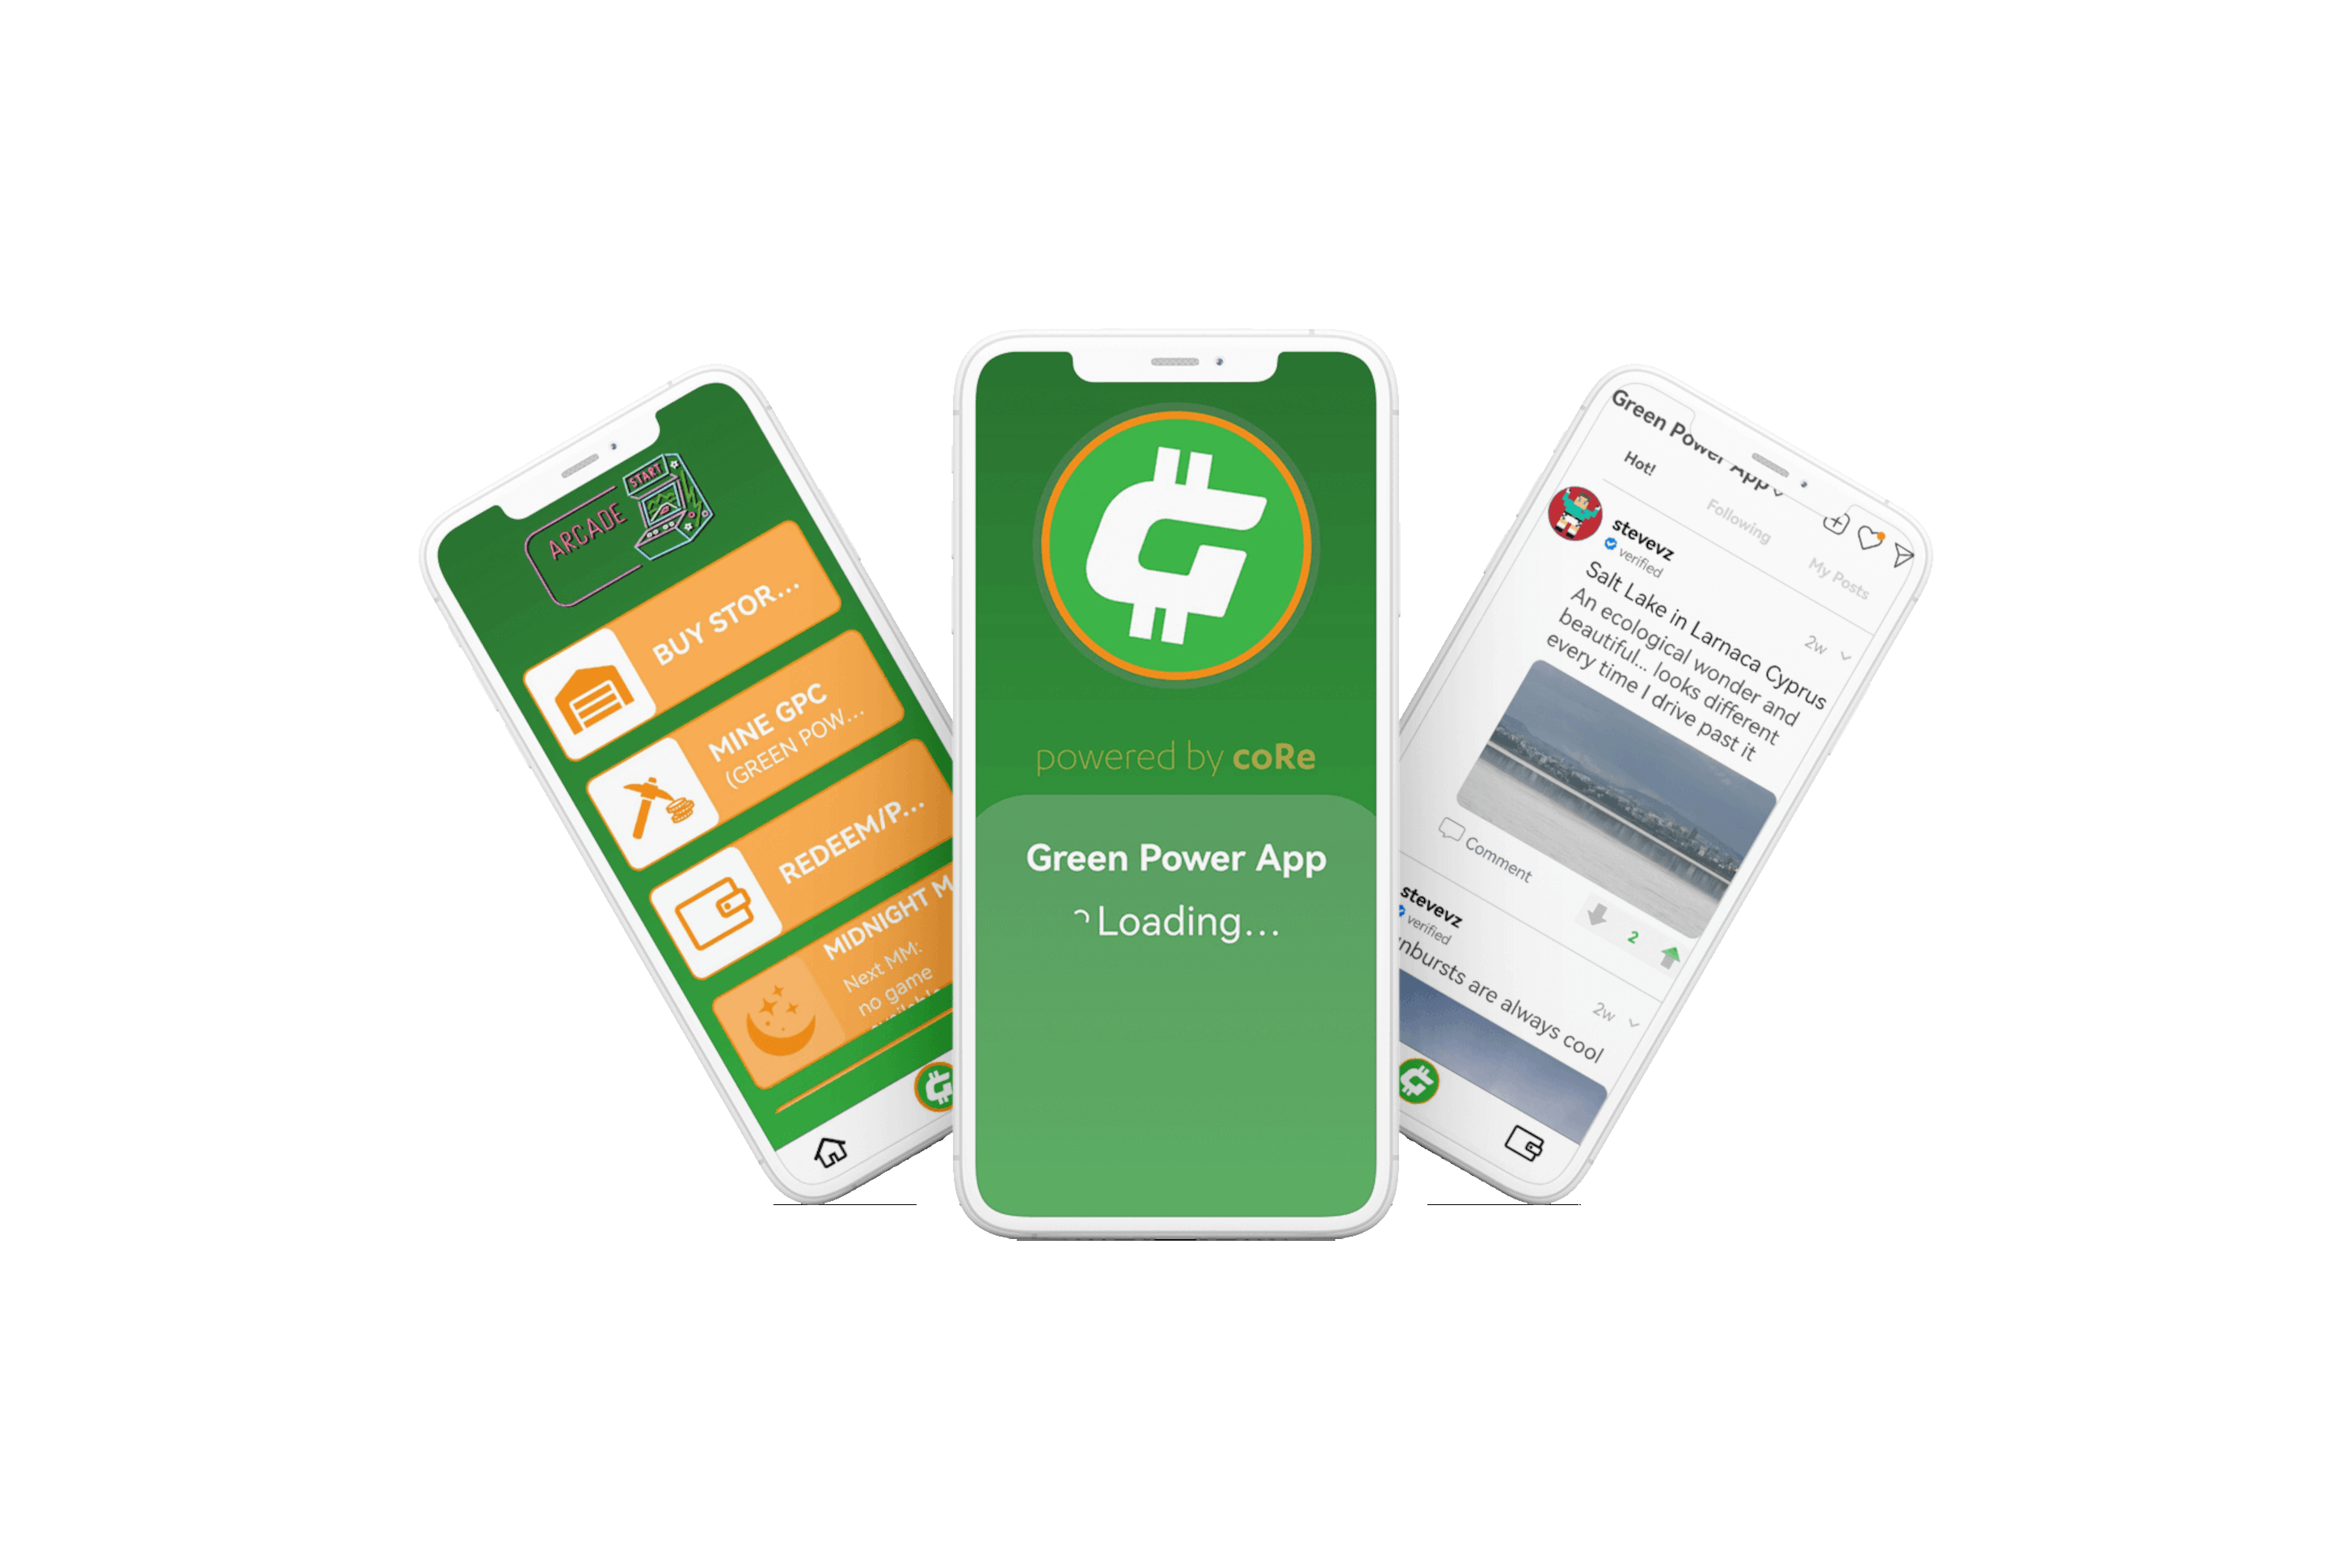 ARCADE
START
BUY STOR...
MINE GPC
(GREEN POW...
REDEEM/P...
MIDNIGHT M
Next MM:
no game
powered by coRe
Green Power App
Loading...
Green Power App
Hot!
Following
My Posts
stevevz
verified
2w
Salt Lake in Larnaca Cyprus
An ecological wonder and
beautiful... looks different
every time I drive past it
Comment
2
stevevz
verified
2w
are always cool